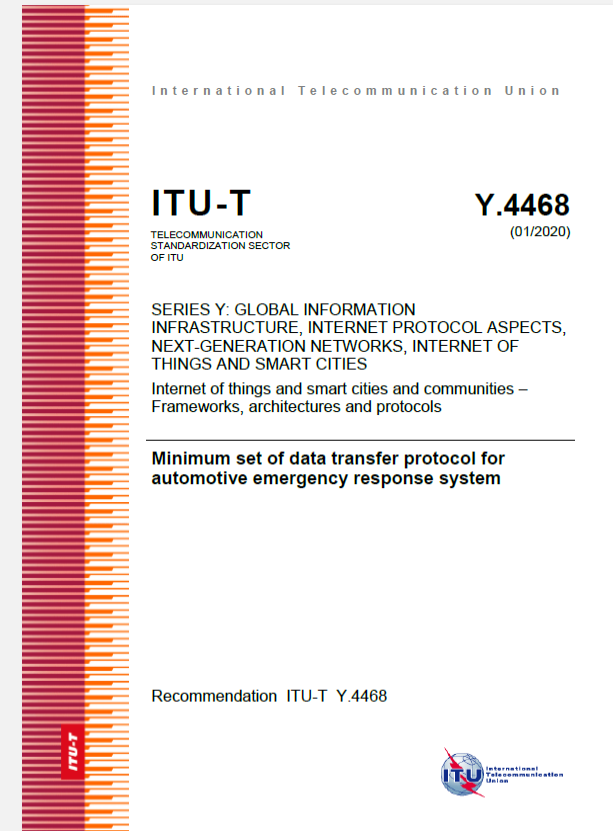 International Telecommunication Union
ITU-T
Y.4468
TELECOMMUNICATION
STANDARDIZATION SECTOR
OF ITU
(01/2020)
SERIES Y: GLOBAL INFORMATION
INFRASTRUCTURE, INTERNET PROTOCOL ASPECTS,
NEXT-GENERATION NETWORKS, INTERNET OF
THINGS AND SMART CITIES
Internet of things and smart cities and communities –
Frameworks, architectures and protocols
Minimum set of data transfer protocol for
automotive emergency response system
Recommendation ITU-T Y.4468
ITU-T
ITU
International
Telecommunication
Union